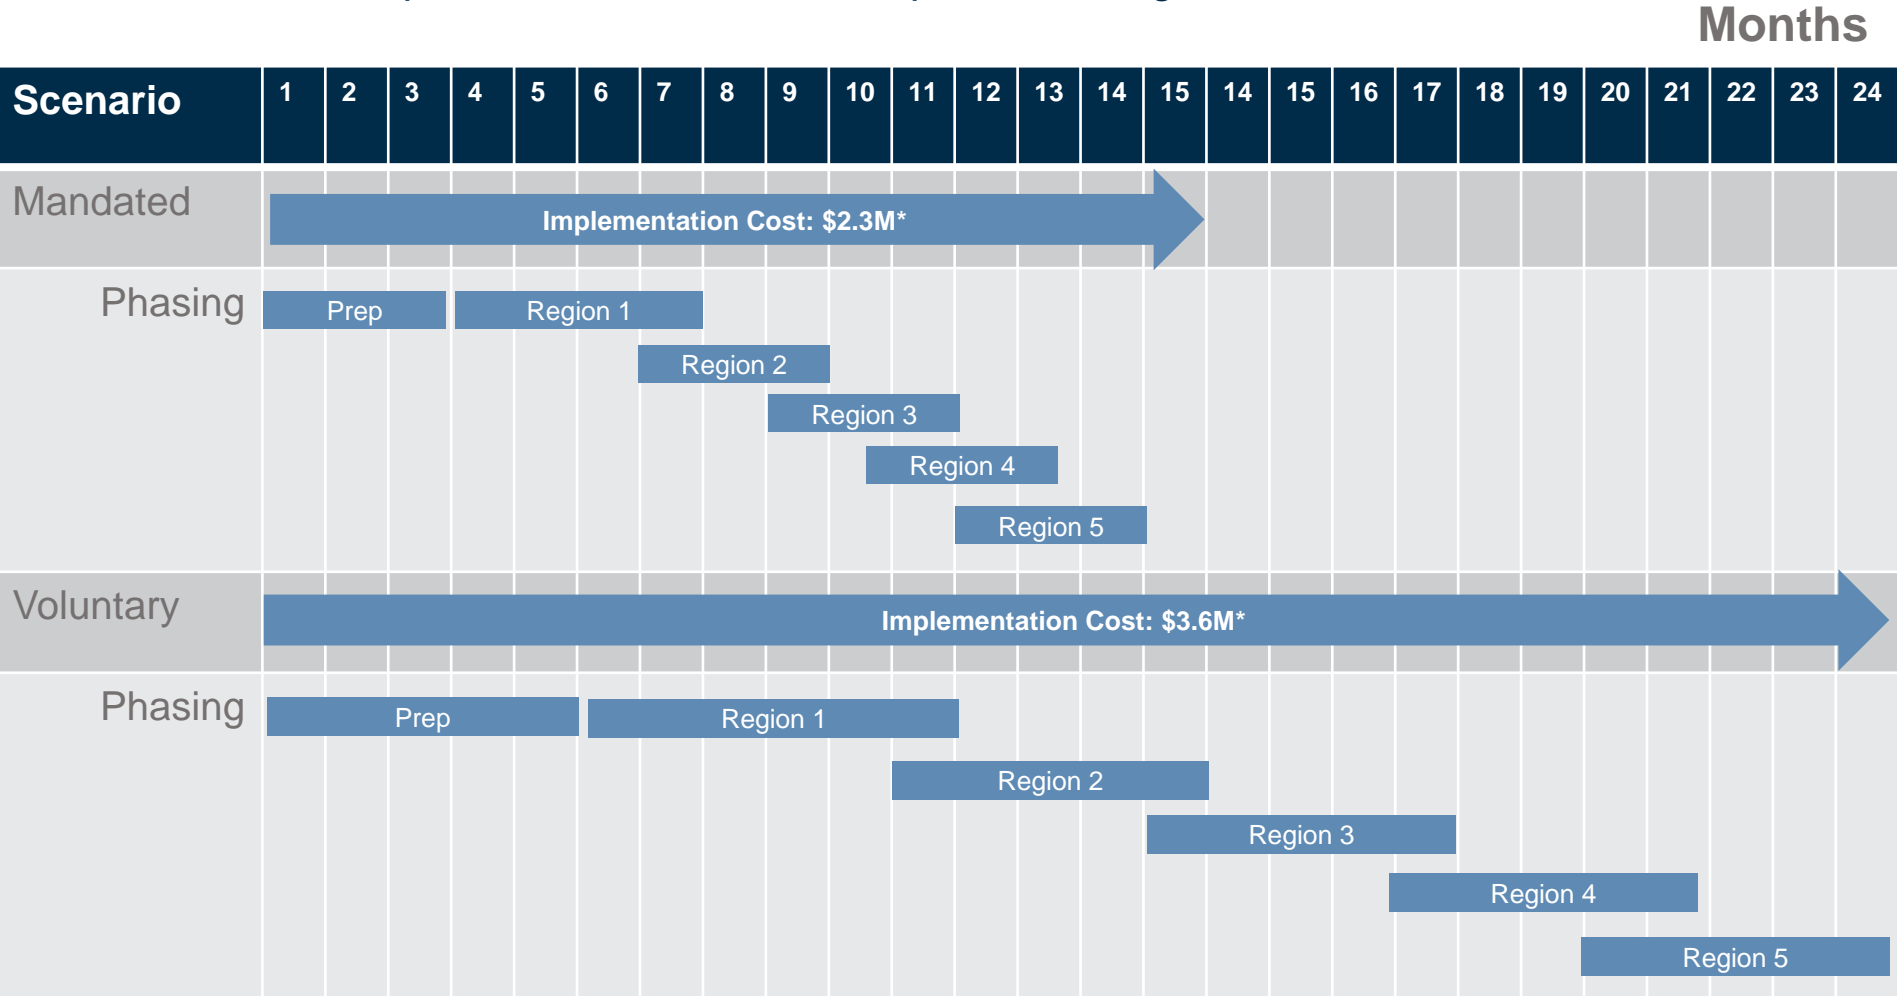 Months
Scenario 1 2 3 4 5 6 7 8 9 10 11 12 13 14 15 14 15 16 17 18 19 20 21 22 23 24
Mandated
Implementation Cost: $2.3M*
Phasing
Prep Region 1
Region 2
Region 3
Region 4
Region 5
Voluntary
Implementation Cost: $3.6M*
Phasing
Prep Region 1
Region 2
Region 3
Region 4
Region 5